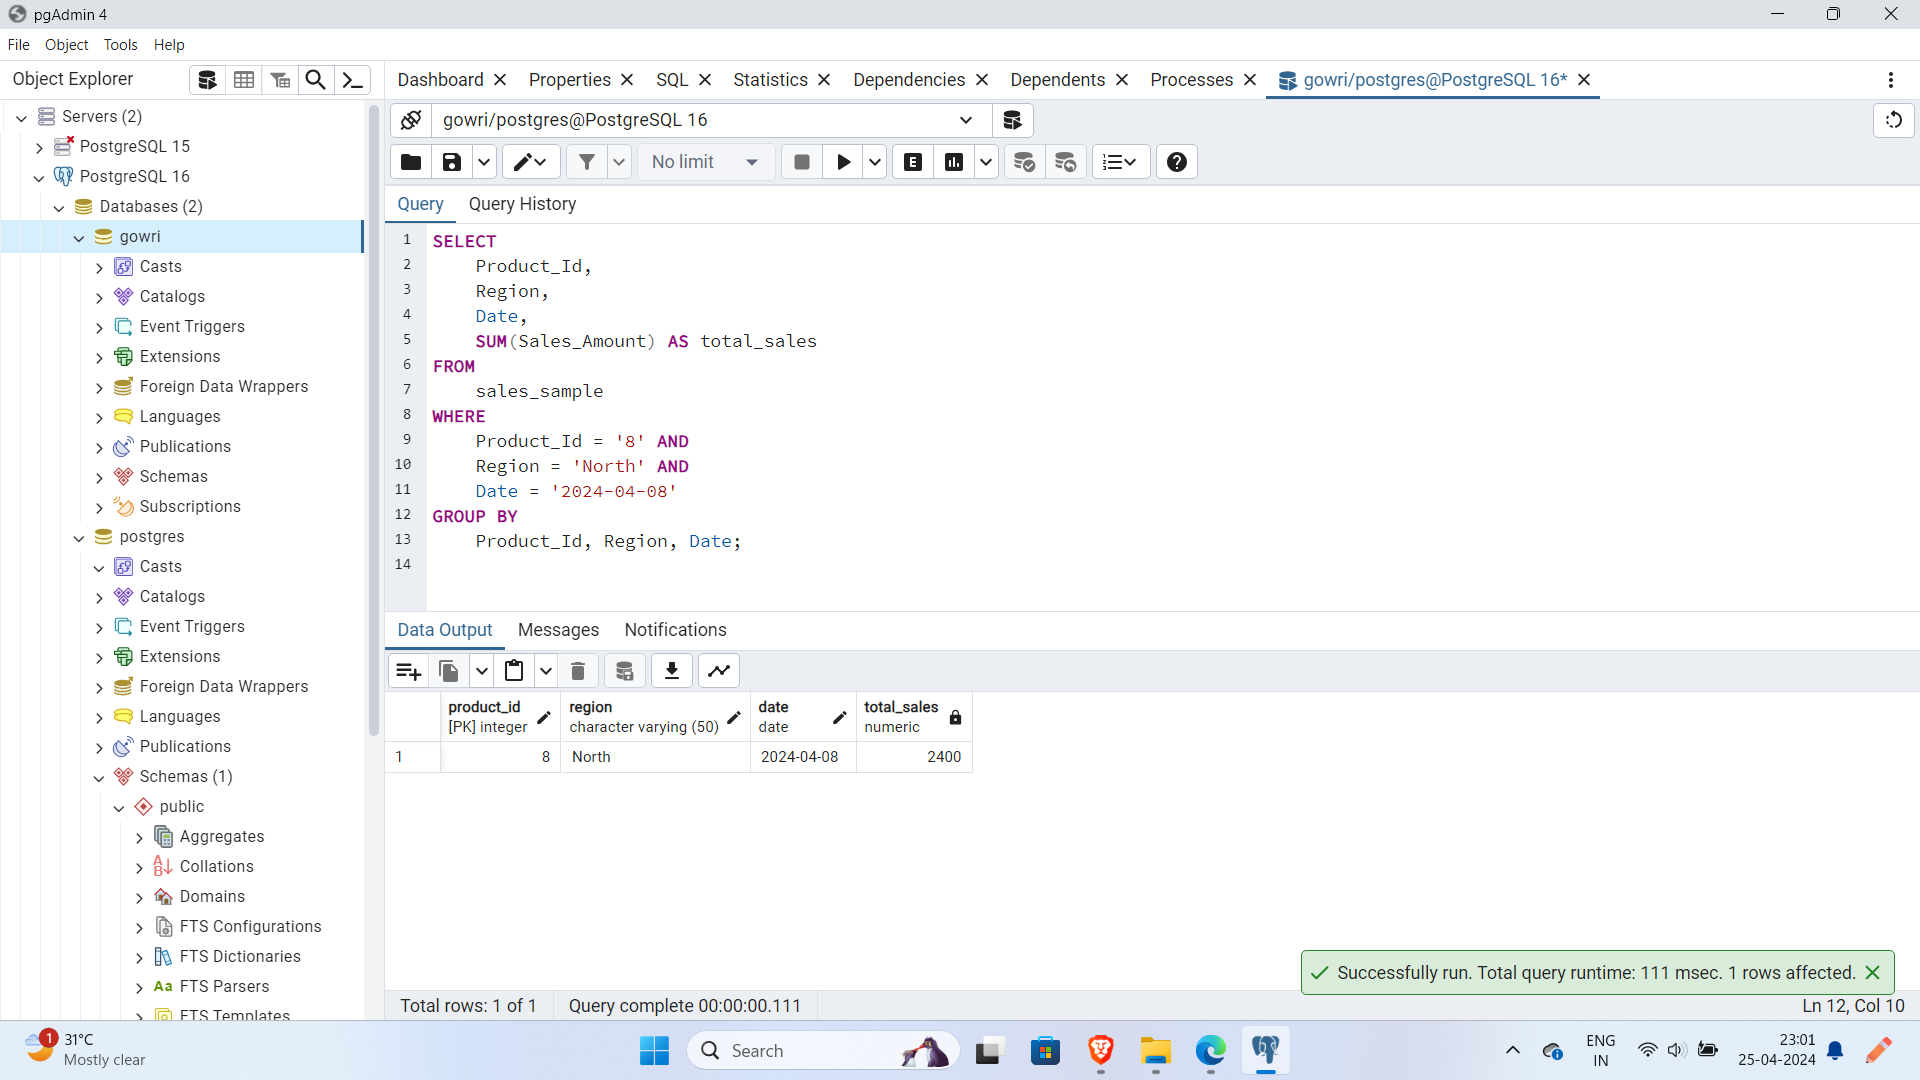 pgAdmin 4
File Object Tools Help
Object Explorer
Dashboard Properties SQL Statistics Dependencies Dependents Processes gowri/postgres@PostgreSQL 16*
Servers (2)
PostgreSQL 15
PostgreSQL 16
Databases (2)
gowri
Casts
Catalogs
Event Triggers
Extensions
Foreign Data Wrappers
Languages
Publications
Schemas
Subscriptions
postgres
Casts
Catalogs
Event Triggers
Extensions
Foreign Data Wrappers
Languages
Publications
Schemas (1)
public
Aggregates
Collations
Domains
FTS Configurations
FTS Dictionaries
Aa FTS Parsers
FTS Templates
gowri/postgres@PostgreSQL 16
No limit
E
Query Query History
1 SELECT
2 Product_Id,
3 Region,
4 Date,
5 SUM(Sales_Amount) AS total_sales
6 FROM
7 sales_sample
8 WHERE
9 Product_Id = '8' AND
10 Region = 'North' AND
11 Date = '2024-04-08'
12 GROUP BY
13 Product_Id, Region, Date;
14
Data Output Messages Notifications
product_id region date total_sales
[PK] integer character varying (50) date numeric
1 8 North 2024-04-08 2400
Successfully run. Total query runtime: 111 msec. 1 rows affected.
Total rows: 1 of 1 Query complete 00:00:00.111 Ln 12, Col 10
1
31°C
Mostly clear
Search
ENG
IN
23:01
25-04-2024